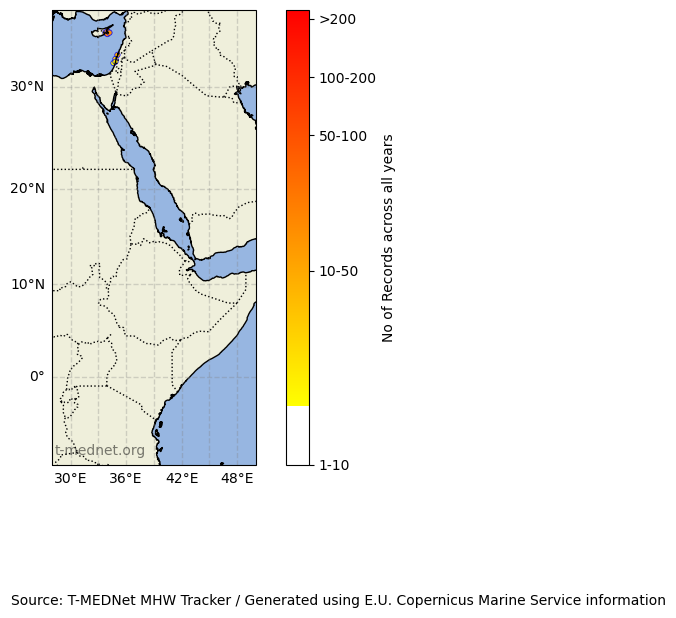 >200
100-200
50-100
10-50
1-10
No of Records across all years
30°N
20°N
10°N
0°
t-mednet.org
30°E 36°E 42°E 48°E
Source: T-MEDNet MHW Tracker / Generated using E.U. Copernicus Marine Service information